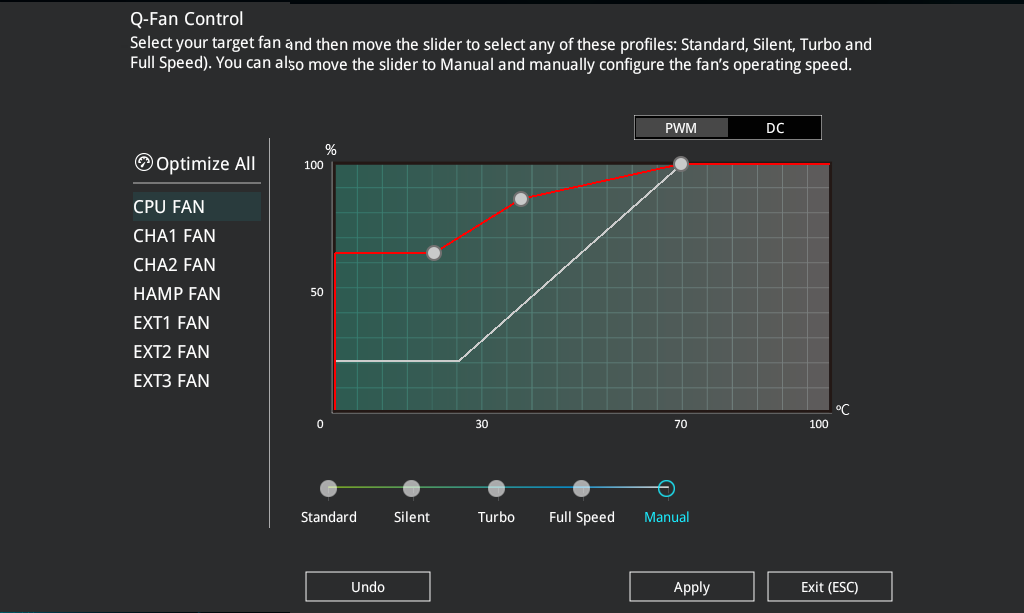 Q-Fan Control
Select your target fan and then move the slider to select any of these profiles: Standard, Silent, Turbo and
Full Speed). You can also move the slider to Manual and manually configure the fan's operating speed.
PWM
DC
%
Optimize All
100
CPU FAN
CHA1 FAN
CHA2 FAN
HAMP FAN
50
EXT1 FAN
EXT2 FAN
EXT3 FAN
ºC
0
30
70
100
Standard
Silent
Turbo
Full Speed
Manual
Undo
Apply
Exit (ESC)